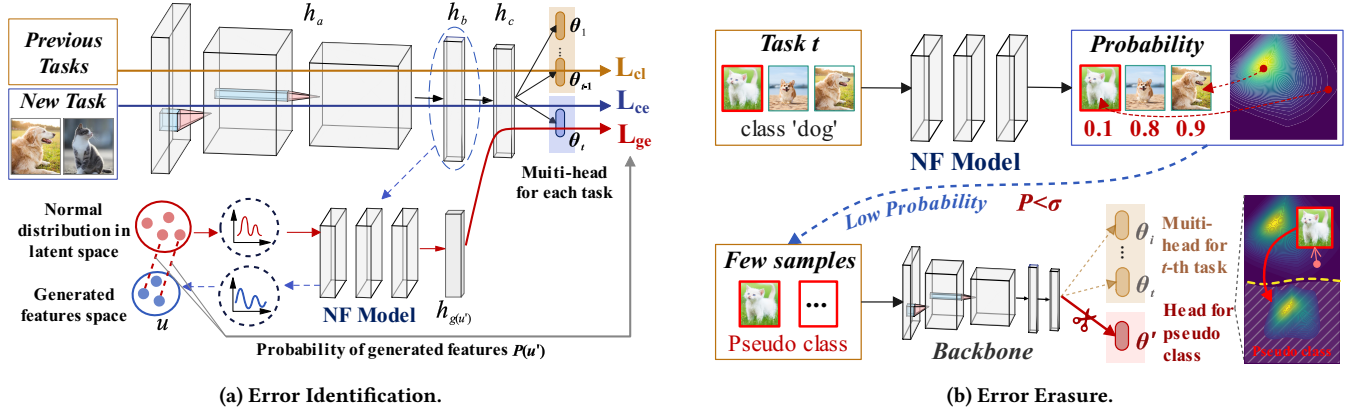 Previous
Tasks
New Task
h_a
h_b
h_c
θ_1
θ_t-1
θ_t
L_cl
L_ce
L_ge
Muiti-head
for each task
Normal
distribution in
latent space
Generated
features space
u
NF Model
h_g(u')
Probability of generated features P(u')
(a) Error Identification.
Task t
class 'dog'
NF Model
Probability
0.1 0.8 0.9
Low Probability P<σ
Few samples
...
Pseudo class
Backbone
θ_i
θ_t
Muiti-
head for
t-th task
θ'
Head for
pseudo
class
Pseudo class
(b) Error Erasure.